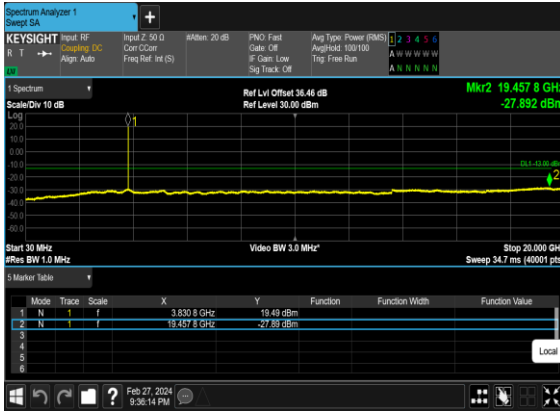 Spectrum Analyzer 1
Swept SA
+
KEYSIGHT
R T
LV
Input: RF
Coupling: DC
Align: Auto
Input Z: 50 Ω
Corr CCorr
Freq Ref: Int (S)
#Atten: 20 dB
PNO: Fast
Gate: Off
IF Gain: Low
Sig Track: Off
Avg Type: Power (RMS)
Avg|Hold: 100/100
Trig: Free Run
1 2 3 4 5 6
A W W W W W
A N N N N N
1 Spectrum
Scale/Div 10 dB
Ref Lvl Offset 36.46 dB
Ref Level 30.00 dBm
Mkr2 19.457 8 GHz
-27.892 dBm
Log
20.0
10.0
0.00
-10.0
-20.0
-30.0
-40.0
-50.0
-60.0
1
DL1 -13.00 dBm
2
Start 30 MHz
#Res BW 1.0 MHz
Video BW 3.0 MHz*
Stop 20.000 GHz
Sweep 34.7 ms (40001 pts)
5 Marker Table
Mode Trace Scale X Y Function Function Width Function Value
1 N 1 f 3.830 8 GHz 19.49 dBm
2 N 1 f 19.457 8 GHz -27.89 dBm
3
4
5
6
Local
?
Feb 27, 2024
9:36:14 PM